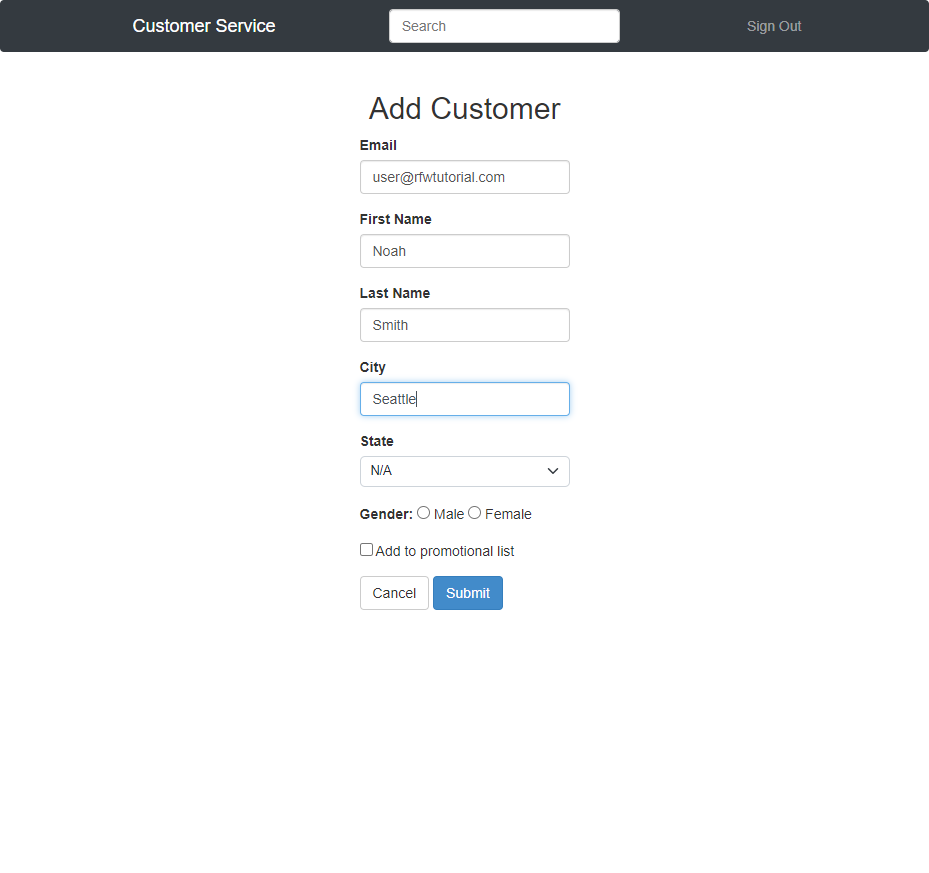 Customer Service Search Sign Out
Add Customer
Email
user@rfwtutorial.com
First Name
Noah
Last Name
Smith
City
Seattle
State
N/A
Gender: Male Female
Add to promotional list
Cancel Submit